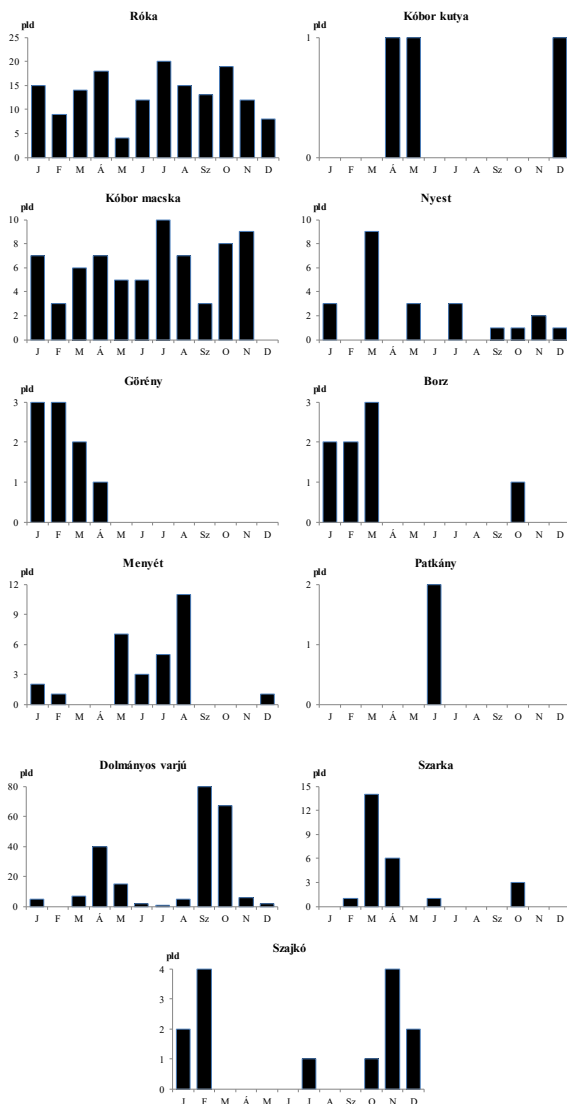 Róka
pld
25
20
15
10
5
0
J F M Á M J J A Sz O N D
Kóbor kutya
pld
1
0
J F M Á M J J A Sz O N D
Kóbor macska
pld
10
8
6
4
2
0
J F M Á M J J A Sz O N D
Nyest
pld
10
8
6
4
2
0
J F M Á M J J A Sz O N D
Görény
pld
3
2
1
0
J F M Á M J J A Sz O N D
Borz
pld
3
2
1
0
J F M Á M J J A Sz O N D
Menyét
pld
12
9
6
3
0
J F M Á M J J A Sz O N D
Patkány
pld
2
1
0
J F M Á M J J A Sz O N D
Dolmányos varjú
pld
80
60
40
20
0
J F M Á M J J A Sz O N D
Szarka
pld
15
12
9
6
3
0
J F M Á M J J A Sz O N D
Szajkó
pld
4
3
2
1
0
J F M Á M J J A Sz O N D